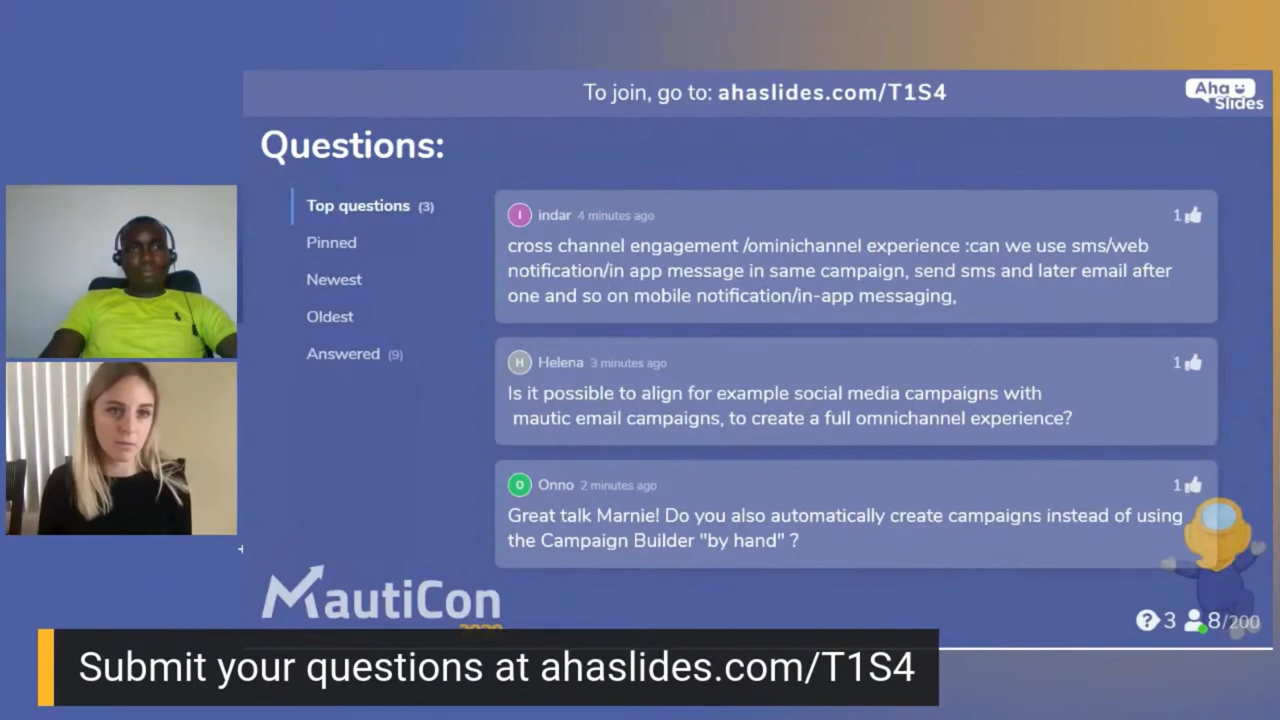 To join, go to: ahaslides.com/T1S4
Aha
Slides
Questions:
Top questions (3)
Pinned
Newest
Oldest
Answered (9)
I indar 4 minutes ago 1
cross channel engagement /ominichannel experience :can we use sms/web
notification/in app message in same campaign, send sms and later email after
one and so on mobile notification/in-app messaging,
H Helena 3 minutes ago 1
Is it possible to align for example social media campaigns with
mautic email campaigns, to create a full omnichannel experience?
O Onno 2 minutes ago 1
Great talk Marnie! Do you also automatically create campaigns instead of using
the Campaign Builder "by hand" ?
MautiCon
3 8/200
Submit your questions at ahaslides.com/T1S4